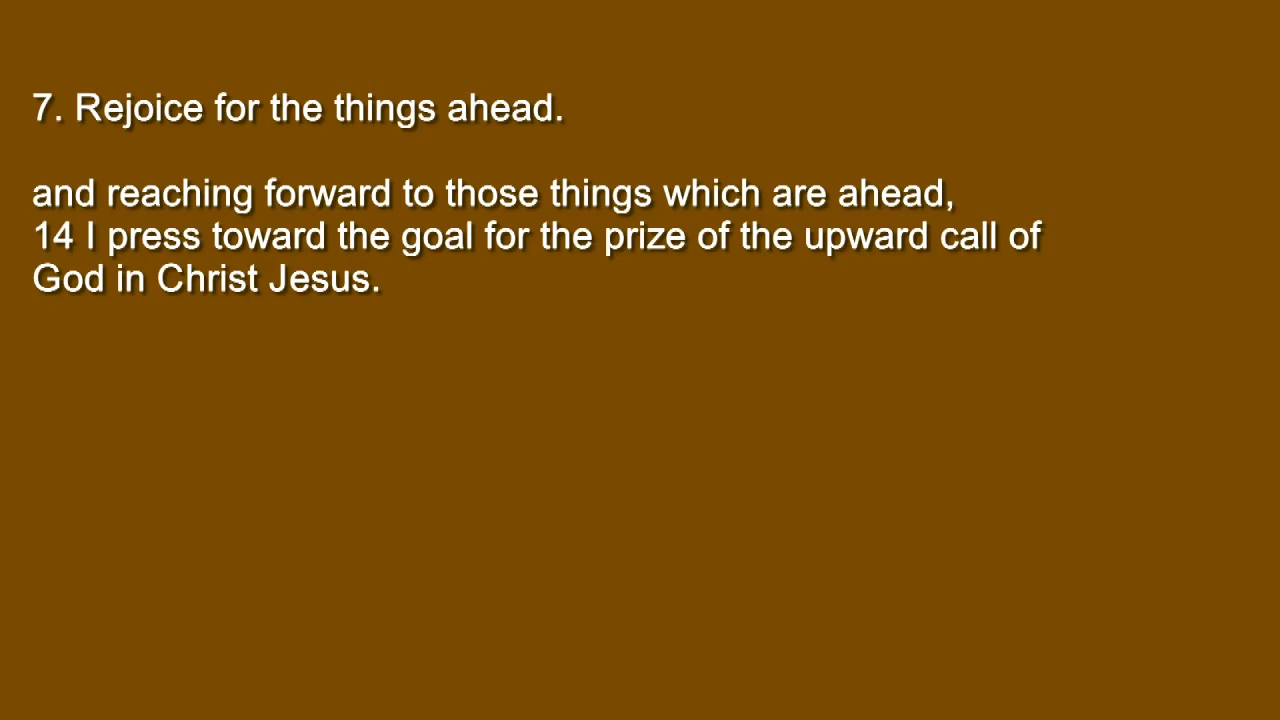 7. Rejoice for the things ahead.
and reaching forward to those things which are ahead,
14 I press toward the goal for the prize of the upward call of
God in Christ Jesus.